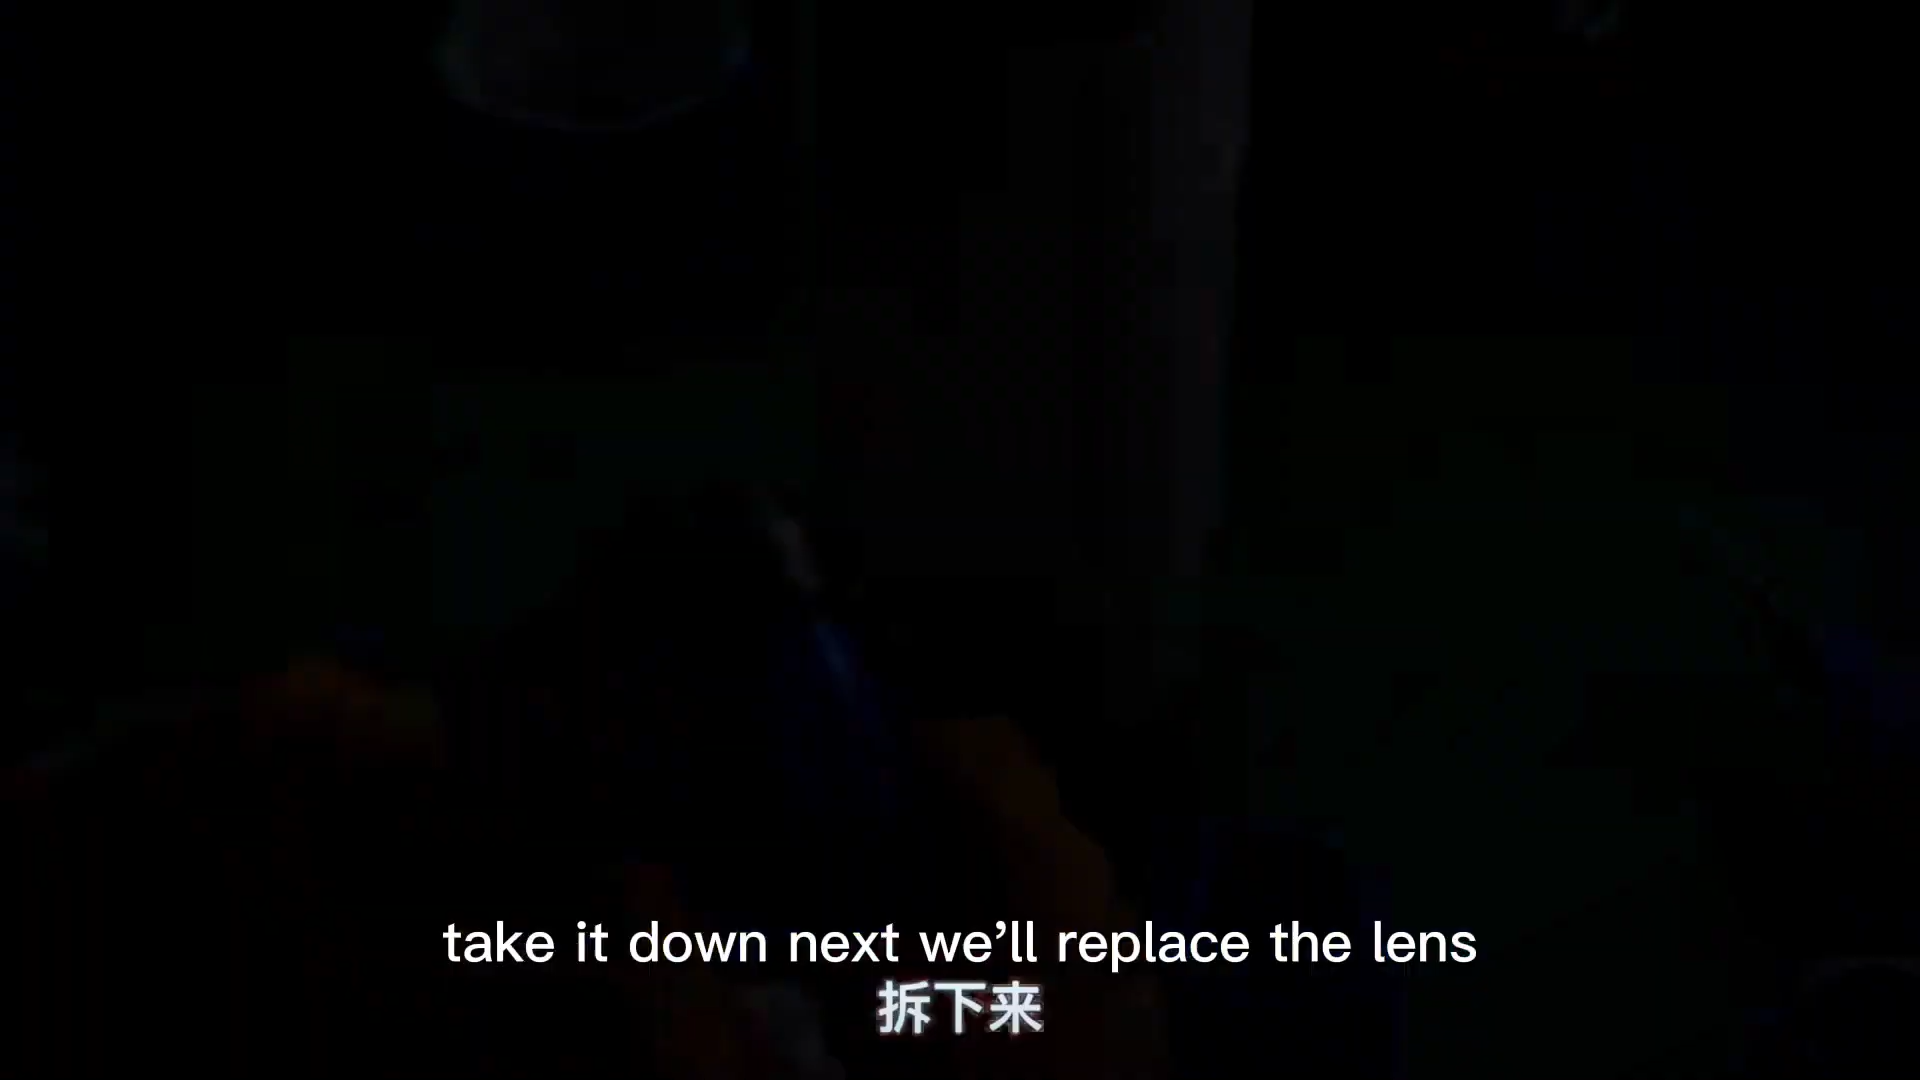 take it down next we’ll replace the lens
拆下来